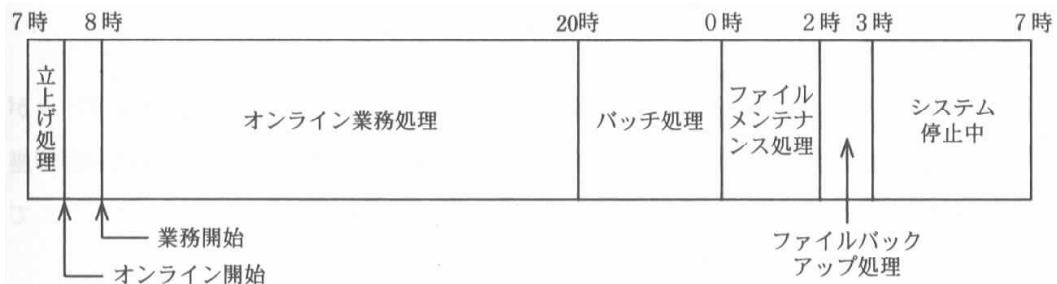 7時
8時
20時
0時
2時
3時
7時
立上げ処理
オンライン業務処理
バッチ処理
ファイル
メンテナ
ンス処理
システム
停止中
業務開始
オンライン開始
ファイルバック
アップ処理